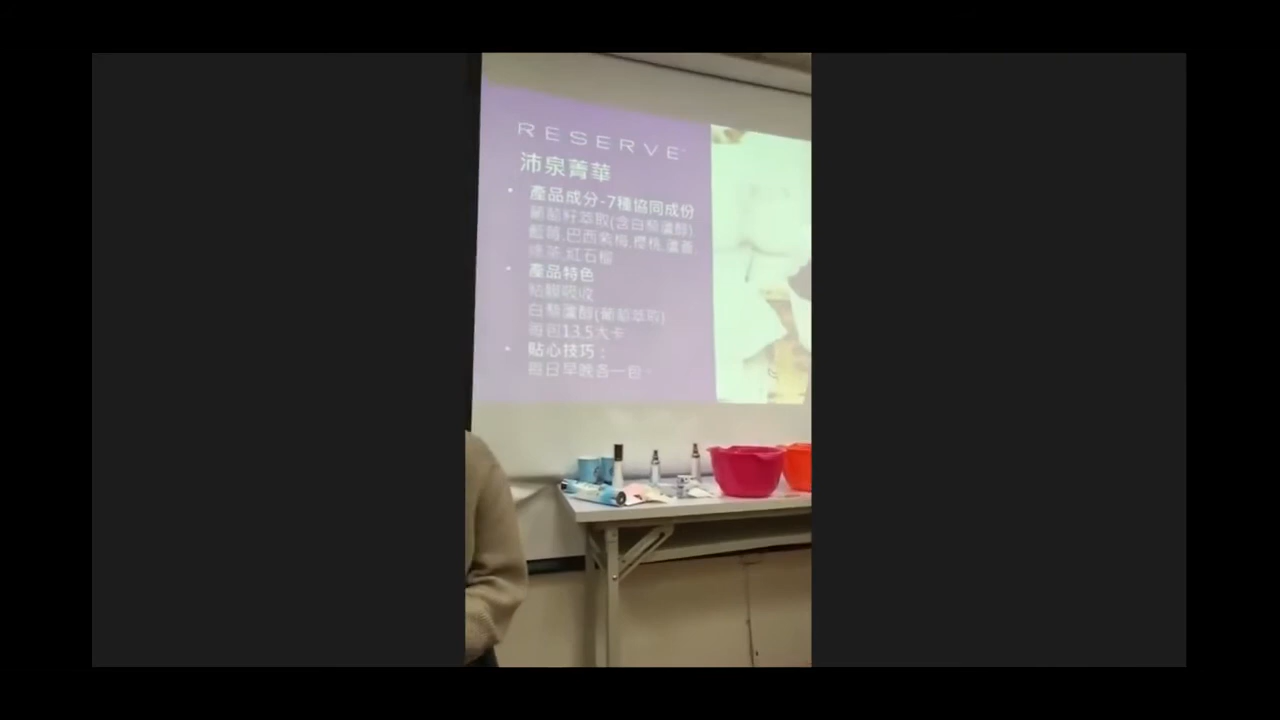 RESERVE
沛泉菁華
• 產品成分-7種協同成份
葡萄籽萃取(含白藜蘆醇)
藍莓,巴西紫梅,櫻桃,蘆薈,
綠茶,紅石榴
• 產品特色
粘膜吸收
白藜蘆醇(葡萄萃取)
每包13.5大卡
• 貼心技巧：
每日早晚各一包。